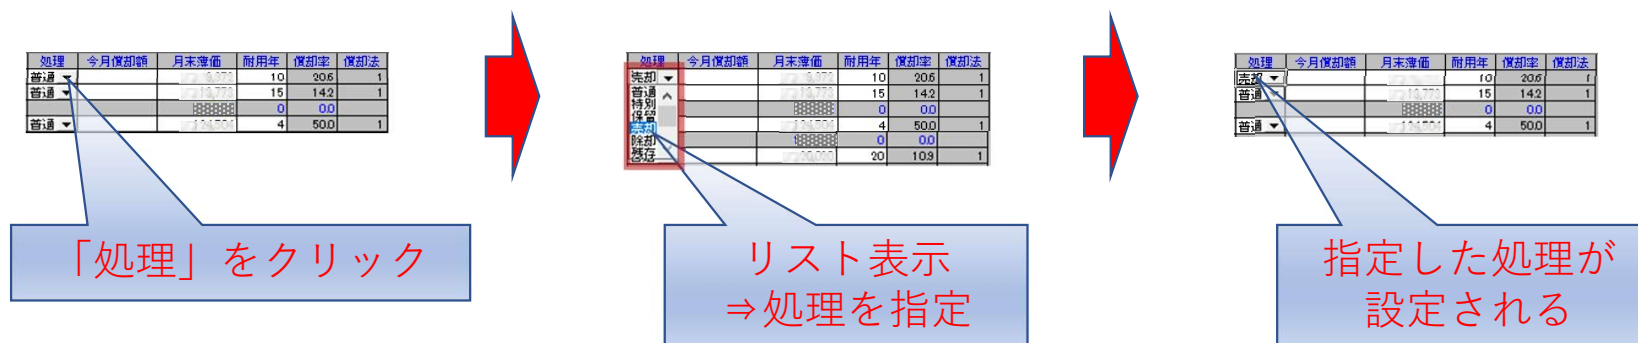 処理 今月償却額 月末簿価 耐用年 償却率 償却法
普通 10 20.6 1
普通 15 14.2 1
0 0.0
普通 4 50.0 1
「処理」をクリック
処理 今月償却額 月末簿価 耐用年 償却率 償却法
売却 10 20.6 1
普通 15 14.2 1
特別 0 0.0
保留
売却 4 50.0 1
除却 0 0.0
残存 20 10.9 1
リスト表示
⇒処理を指定
処理 今月償却額 月末簿価 耐用年 償却率 償却法
売却 10 20.6 1
普通 15 14.2 1
0 0.0
普通 4 50.0 1
指定した処理が
設定される